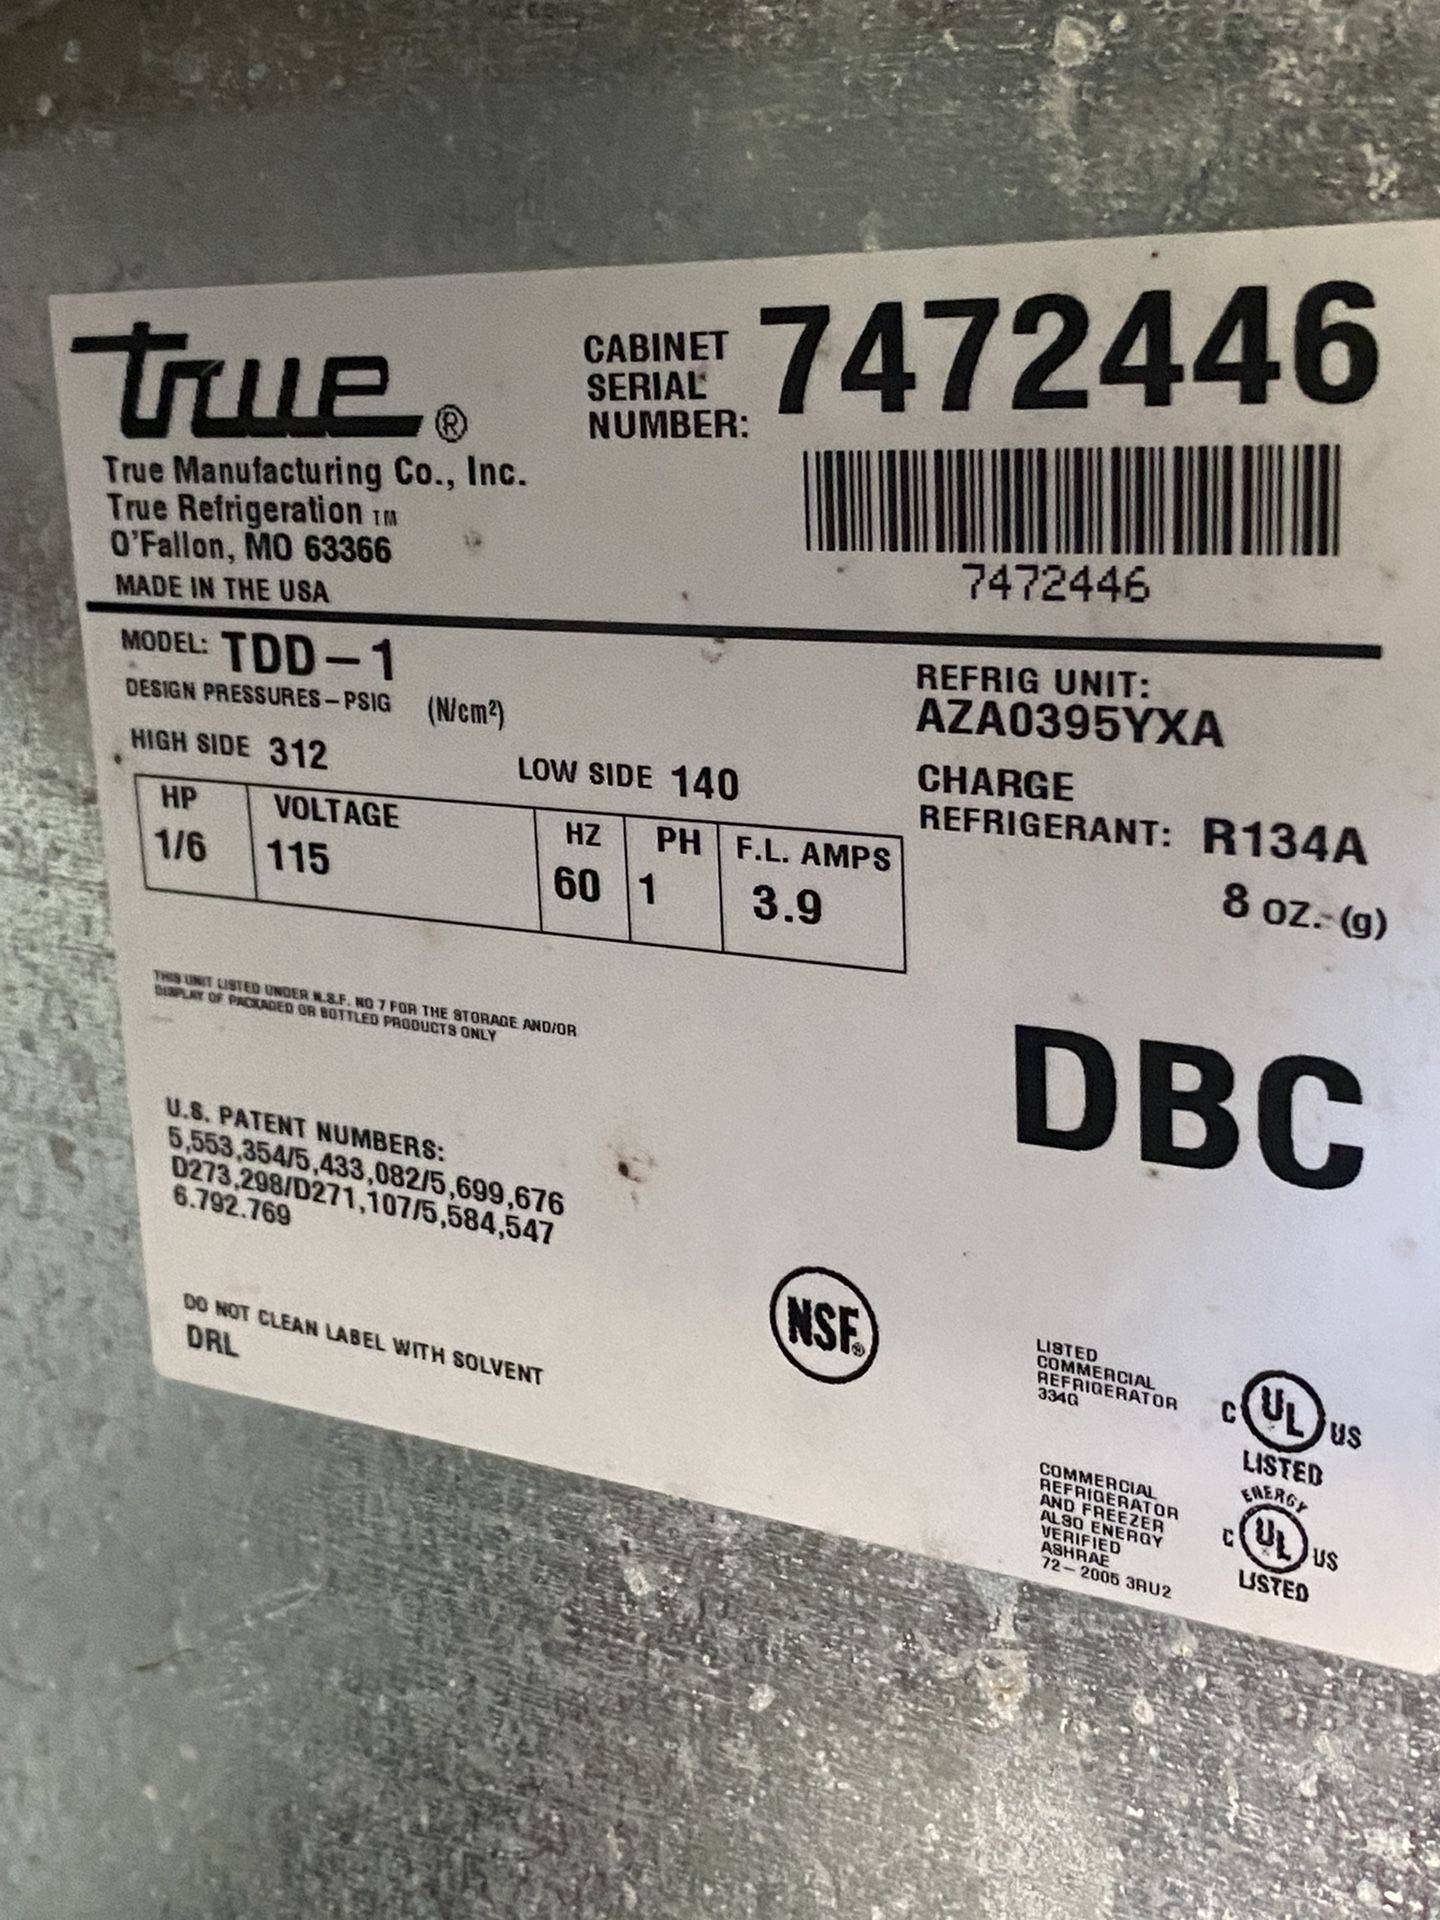 true®
True Manufacturing Co., Inc.
True Refrigeration TM
O'Fallon, MO 63366
MADE IN THE USA
CABINET
SERIAL
NUMBER: 7472446
7472446
MODEL: TDD-1
DESIGN PRESSURES-PSIG (N/cm²)
HIGH SIDE 312 LOW SIDE 140
REFRIG UNIT:
AZA0395YXA
CHARGE
REFRIGERANT: R134A
8 OZ.-(g)
HP VOLTAGE HZ PH F.L. AMPS
1/6 115 60 1 3.9
THIS UNIT LISTED UNDER N.S.F. NO 7 FOR THE STORAGE AND/OR
DISPLAY OF PACKAGED OR BOTTLED PRODUCTS ONLY
DBC
U.S. PATENT NUMBERS:
5,553,354/5,433,082/5,699,676
D273,298/D271,107/5,584,547
6.792.769
DO NOT CLEAN LABEL WITH SOLVENT
DRL
NSF®
LISTED
COMMERCIAL
REFRIGERATOR
334G
C UL US
LISTED
COMMERCIAL
REFRIGERATOR
AND FREEZER
ALSO ENERGY
VERIFIED
ASHRAE
72-2005 3RU2
ENERGY
C UL US
LISTED